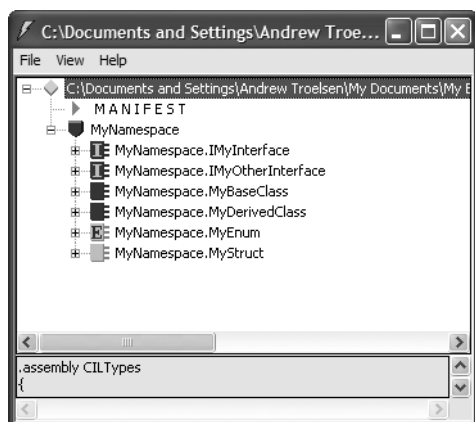 C:\Documents and Settings\Andrew Troe...
File View Help
C:\Documents and Settings\Andrew Troelsen\My Documents\My
MANIFEST
MyNamespace
MyNamespace.IMyInterface
MyNamespace.IMyOtherInterface
MyNamespace.MyBaseClass
MyNamespace.MyDerivedClass
MyNamespace.MyEnum
MyNamespace.MyStruct
.assembly CILTypes
{